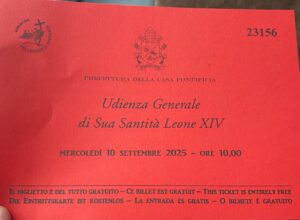 23156
PREFETTURA DELLA CASA PONTIFICIA
Udienza Generale
di Sua Santità Leone XIV
MERCOLEDÌ 10 SETTEMBRE 2025 – ORE 10,00
IL BIGLIETTO È DEL TUTTO GRATUITO – CE BILLET EST GRATUIT – THIS TICKET IS ENTIRELY FREE
DIE EINTRITTSKARTE IST KOSTENLOS – LA ENTRADA ES GRATIS – O BILHETE É GRATUITO